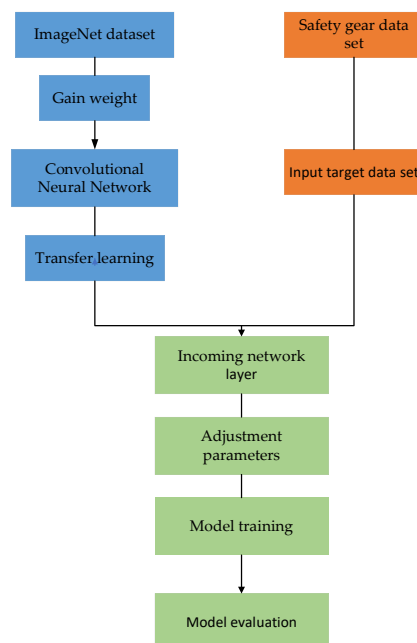 ImageNet dataset
Gain weight
Convolutional
Neural Network
Transfer learning
Safety gear data
set
Input target data set
Incoming network
layer
Adjustment
parameters
Model training
Model evaluation